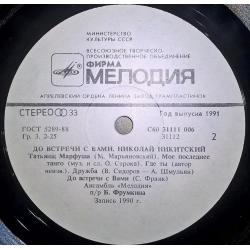 МИНИСТЕРСТВО
КУЛЬТУРЫ СССР
ВСЕСОЮЗНОЕ ТВОРЧЕСКО-
ПРОИЗВОДСТВЕННОЕ ОБЪЕДИНЕНИЕ
ФИРМА
МЕЛОДИЯ
АПРЕЛЕВСКИЙ ОРДЕНА ЛЕНИНА ЗАВОД ГРАМПЛАСТИНОК
СТЕРЕО 33
Год выпуска 1991
ГОСТ 5289-88
С60 31111 006
Гр. 3. 2-25
31112
2
ДО ВСТРЕЧИ С ВАМИ. НИКОЛАЙ НИКИТСКИЙ
Татьяна. Марфуша (М. Марьяновский). Мое последнее
танго (муз. и сл. О. Строка). Где ты (автор
неизв.). Дружба (В. Сидоров — А. Шмульян)
До встречи с Вами (С. Франк)
Ансамбль «Мелодия»
п/у Б. Фрумкина
Запись 1990 г.